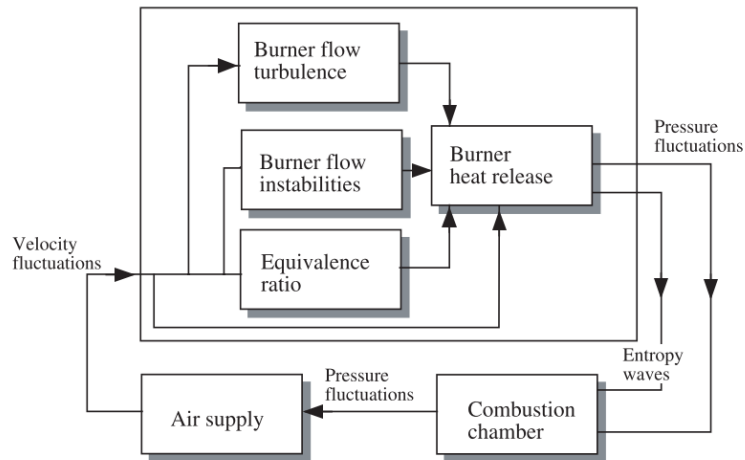 Burner flow
turbulence
Burner flow
instabilities
Burner
heat release
Pressure
fluctuations
Velocity
fluctuations
Equivalence
ratio
Entropy
waves
Air supply
Pressure
fluctuations
Combustion
chamber